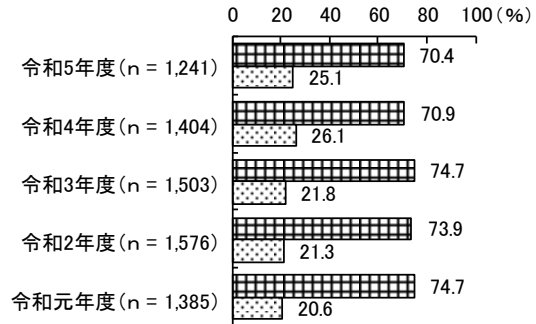 0 20 40 60 80 100(%)
令和5年度(n = 1,241) 70.4
25.1
令和4年度(n = 1,404) 70.9
26.1
令和3年度(n = 1,503) 74.7
21.8
令和2年度(n = 1,576) 73.9
21.3
令和元年度(n = 1,385) 74.7
20.6